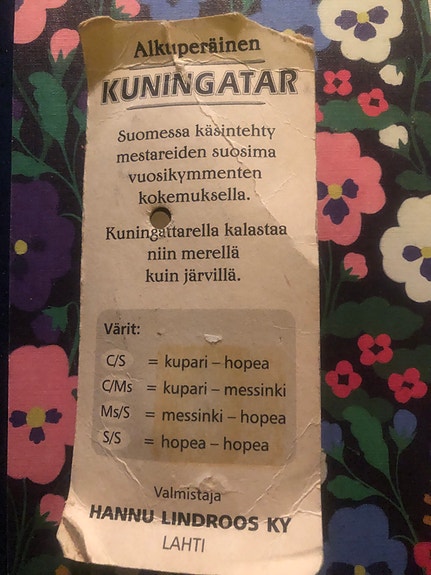 Alkuperäinen
KUNINGATAR
Suomessa käsintehty
mestareiden suosima
vuosikymmenten
kokemuksella.
Kuningattarella kalastaa
niin merellä
kuin järvillä.
Värit:
C/S = kupari – hopea
C/Ms = kupari – messinki
Ms/S = messinki – hopea
S/S = hopea – hopea
Valmistaja
HANNU LINDROOS KY
LAHTI